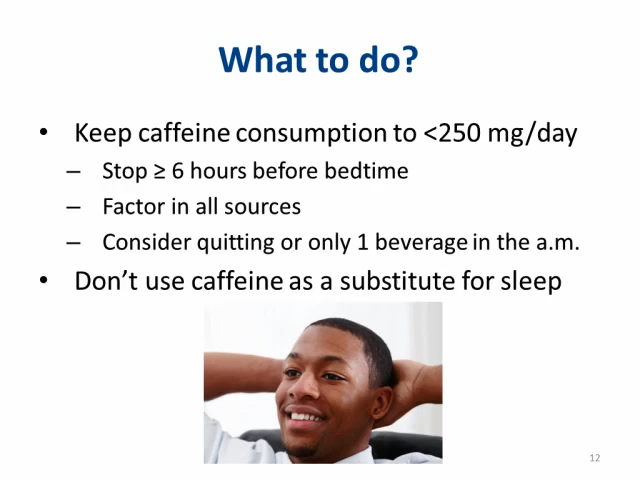 What to do?
• Keep caffeine consumption to <250 mg/day
– Stop ≥ 6 hours before bedtime
– Factor in all sources
– Consider quitting or only 1 beverage in the a.m.
• Don’t use caffeine as a substitute for sleep
12